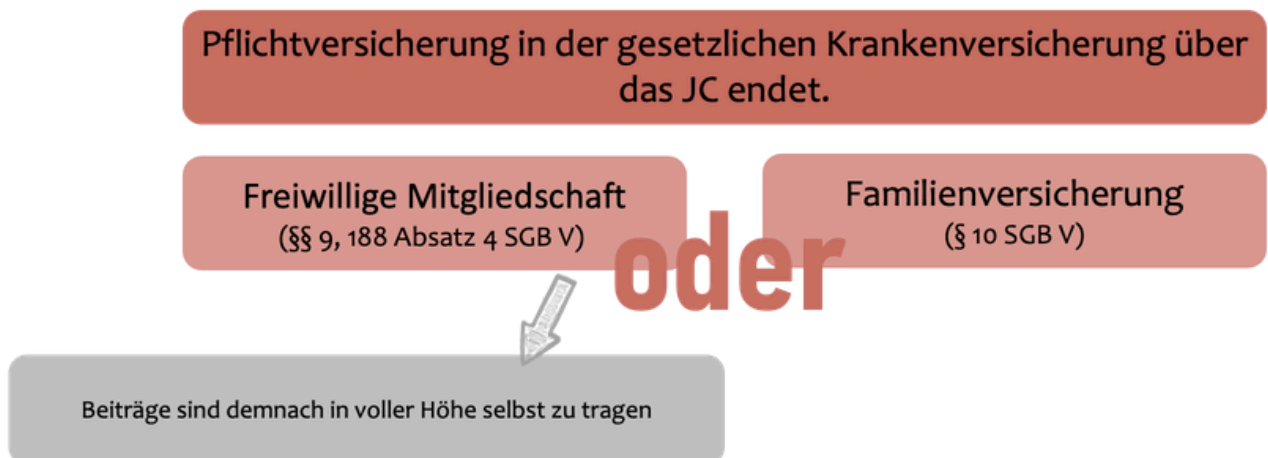 Pflichtversicherung in der gesetzlichen Krankenversicherung über
das JC endet.
Freiwillige Mitgliedschaft
(§§ 9, 188 Absatz 4 SGB V)
oder
Familienversicherung
(§ 10 SGB V)
Beiträge sind demnach in voller Höhe selbst zu tragen